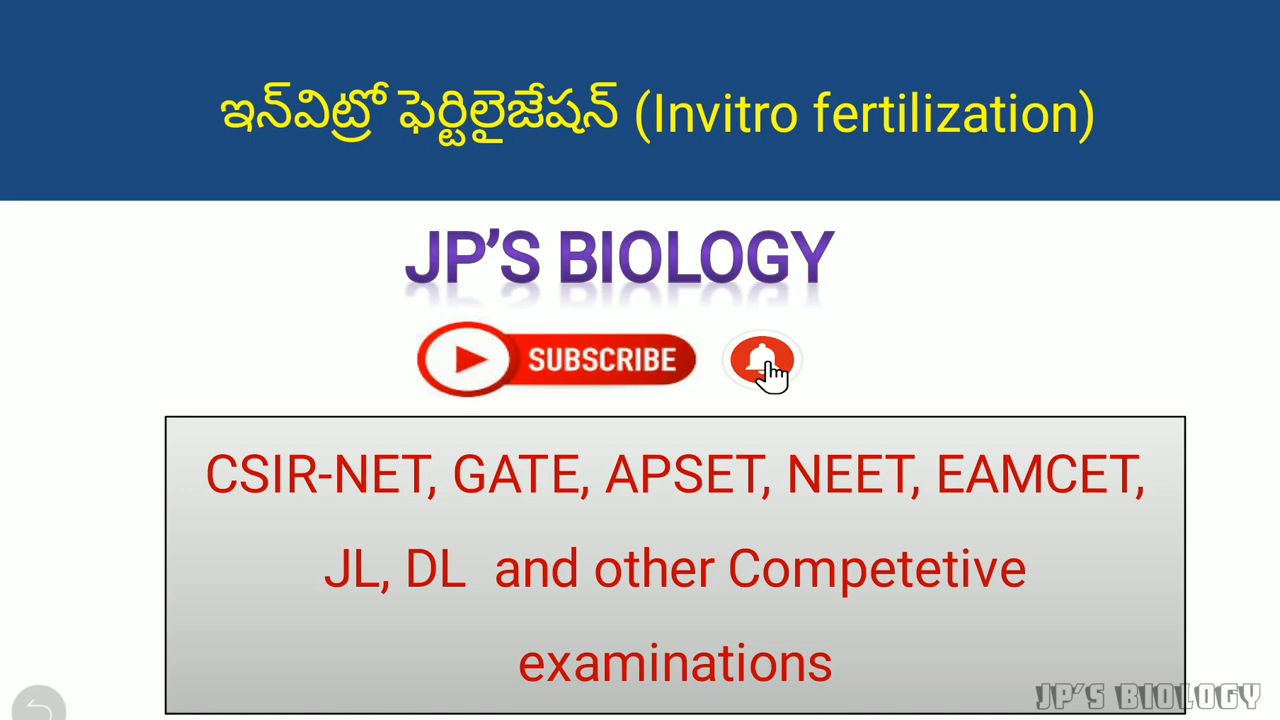 ఇన్‌విట్రో ఫెర్టిలైజేషన్ (Invitro fertilization)
JP'S BIOLOGY
SUBSCRIBE
CSIR-NET, GATE, APSET, NEET, EAMCET,
JL, DL and other Competetive
examinations
JP'S BIOLOGY